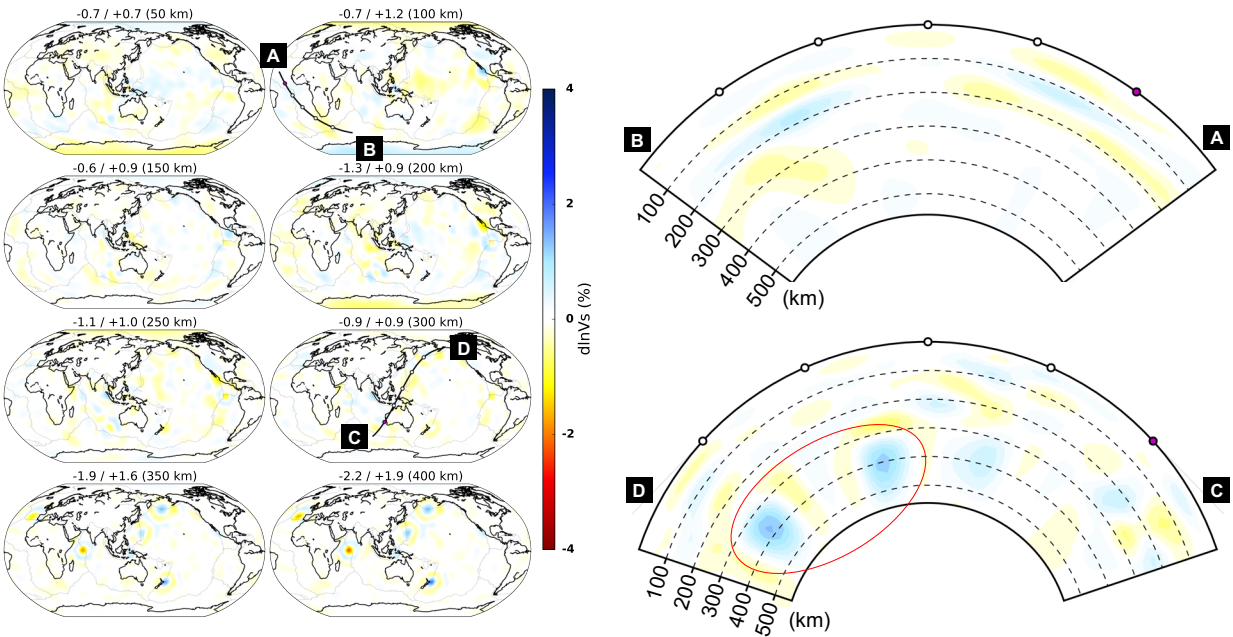 -0.7 / +0.7 (50 km)
-0.7 / +1.2 (100 km)
A
B
-0.6 / +0.9 (150 km)
-1.3 / +0.9 (200 km)
-1.1 / +1.0 (250 km)
-0.9 / +0.9 (300 km)
D
C
-1.9 / +1.6 (350 km)
-2.2 / +1.9 (400 km)
4
2
0
-2
-4
dlnVs (%)
B
A
100
200
300
400
500
(km)
D
C
100
200
300
400
500
(km)